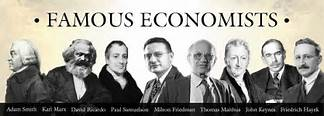 • FAMOUS ECONOMISTS •
Adam Smith Karl Marx David Ricardo Paul Samuelson Milton Friedman Thomas Malthus John Keynes Friedrich Hayek